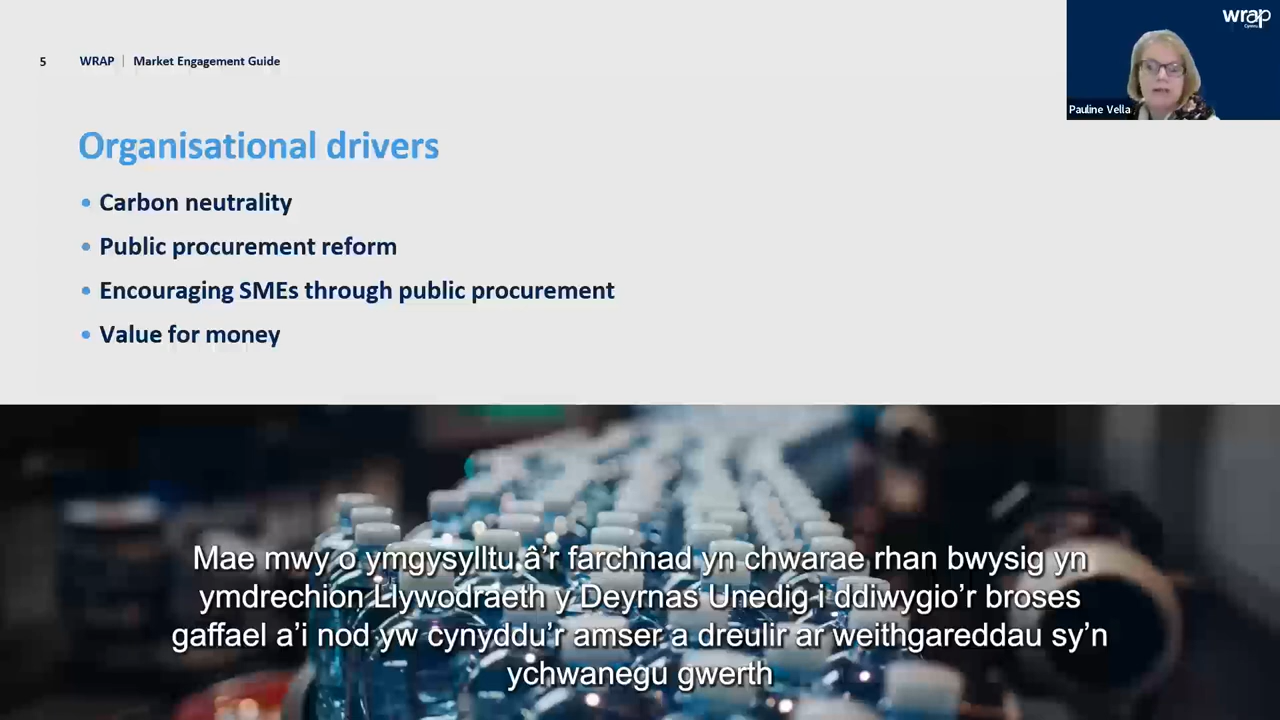 5 WRAP | Market Engagement Guide
wrap
Cymru
Pauline Vella
Organisational drivers
• Carbon neutrality
• Public procurement reform
• Encouraging SMEs through public procurement
• Value for money
Mae mwy o ymgysylltu â’r farchnad yn chwarae rhan bwysig yn
ymdrechion Llywodraeth y Deyrnas Unedig i ddiwygio’r broses
gaffael a’i nod yw cynyddu’r amser a dreulir ar weithgareddau sy’n
ychwanegu gwerth